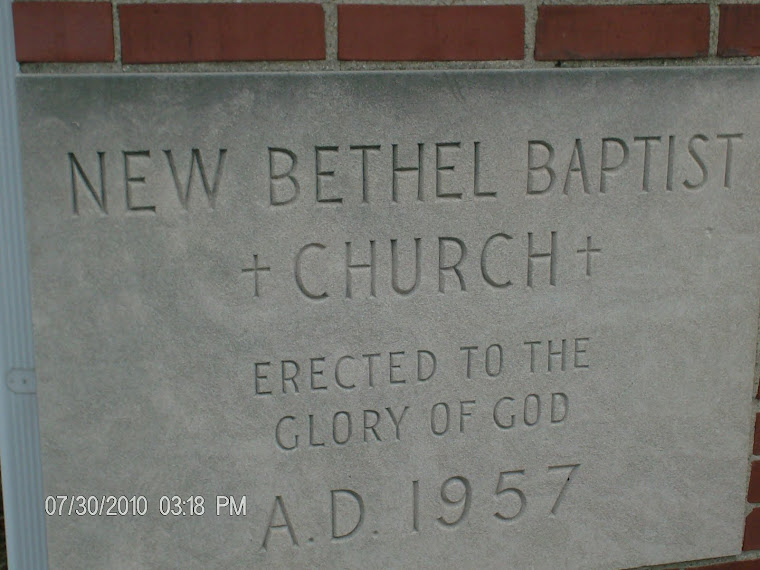 NEW BETHEL BAPTIST
† CHURCH †
ERECTED TO THE
GLORY OF GOD
A.D. 1957
07/30/2010 03:18 PM